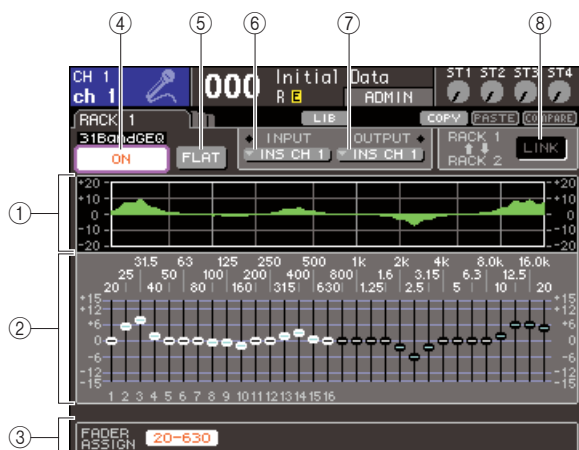 ④ ⑤ ⑥ ⑦ ⑧
CH 1
ch 1
000 Initial Data
R E ADMIN
ST1 ST2 ST3 ST4
RACK 1
LIB COPY PASTE COMPARE
31BandGEQ
ON
FLAT
INPUT
INS CH 1
OUTPUT
INS CH 1
RACK 1
RACK 2
LINK
①
+20 +20
+10 +10
0 0
-10 -10
-20 -20
②
31.5 63 125 250 500 1k 2k 4k 8.0k 16.0k
25 50 100 200 400 800 1.6 3.15 6.3 12.5
20 40 80 160 315 630 1.25 2.5 5 10 20
+15 +15
+12 +12
+6 +6
0 0
-6 -6
-12 -12
-15 -15
1 2 3 4 5 6 7 8 9 10 11 12 13 14 15 16
③
FADER
ASSIGN
20-630